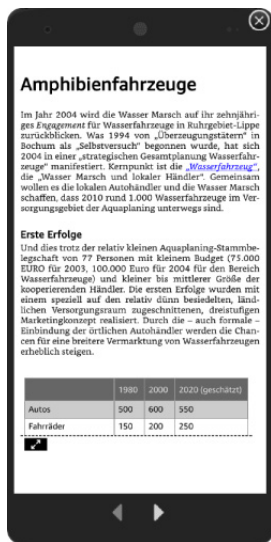 Amphibienfahrzeuge
Im Jahr 2004 wird die Wasser Marsch auf ihr zehnjähri-
ges Engagement für Wasserfahrzeuge in Ruhrgebiet-Lippe
zurückblicken. Was 1994 von „Überzeugungstätern" in
Bochum als „Selbstversuch" begonnen wurde, hat sich
2004 in einer „strategischen Gesamtplanung Wasserfahr-
zeuge" manifestiert. Kernpunkt ist die „Wasserfahrzeug",
die „Wasser Marsch und lokaler Händler". Gemeinsam
wollen es die lokalen Autohändler und die Wasser Marsch
schaffen, dass 2010 rund 1.000 Wasserfahrzeuge im Ver-
sorgungsgebiet der Aquaplaning unterwegs sind.
Erste Erfolge
Und dies trotz der relativ kleinen Aquaplaning-Stammbe-
legschaft von 77 Personen mit kleinem Budget (75.000
EURO für 2003, 100.000 Euro für 2004 für den Bereich
Wasserfahrzeuge) und kleiner bis mittlerer Größe der
kooperierenden Händler. Die ersten Erfolge wurden mit
einem speziell auf den relativ dünn besiedelten, länd-
lichen Versorgungsraum zugeschnittenen, dreistufigen
Marketingkonzept realisiert. Durch die – auch formale –
Einbindung der örtlichen Autohändler werden die Chan-
cen für eine breitere Vermarktung von Wasserfahrzeugen
erheblich steigen.
1980 2000 2020 (geschätzt)
Autos 500 600 550
Fahrräder 150 200 250